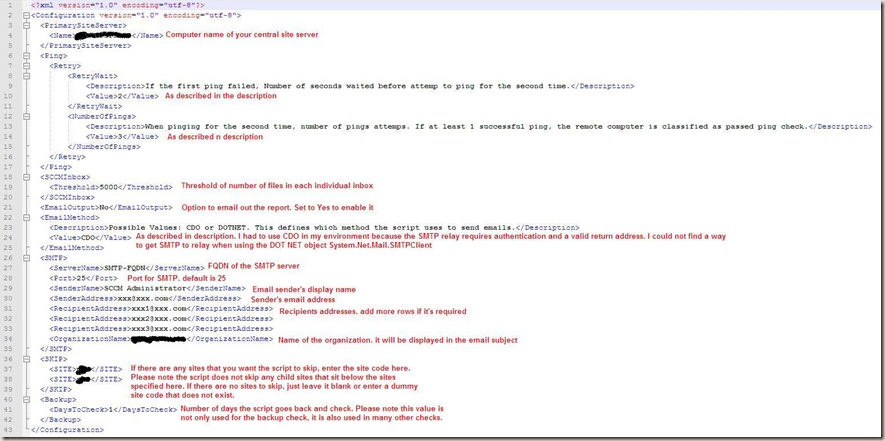 1 <?xml version="1.0" encoding="utf-8"?>
2 <Configuration version="1.0" encoding="utf-8">
3 <PrimarySiteServer>
4 <Name></Name> Computer name of your central site server
5 </PrimarySiteServer>
6 <Ping>
7 <Retry>
8 <RetryWait>
9 <Description>If the first ping failed, Number of seconds waited before attemp to ping for the second time.</Description>
10 <Value>2</Value> As described in the description
11 </RetryWait>
12 <NumberOfPings>
13 <Description>When pinging for the second time, number of pings attemps. If at least 1 successful ping, the remote computer is classified as passed ping check.</Description>
14 <Value>3</Value> As described n description
15 </NumberOfPings>
16 </Retry>
17 </Ping>
18 <SCCMInbox>
19 <Threshold>5000</Threshold> Threshold of number of files in each individual inbox
20 </SCCMInbox>
21 <EmailOutput>No</EmailOutput> Option to email out the report. Set to Yes to enable it
22 <EmailMethod>
23 <Description>Possible Values: CDO or DOTNET. This defines which method the script uses to send emails.</Description>
24 <Value>CDO</Value> As described in description. I had to use CDO in my environment because the SMTP relay requires authentication and a valid return address. I could not find a way
25 </EmailMethod> to get SMTP to relay when using the DOT NET object System.Net.Mail.SMTPClient
26 <SMTP>
27 <ServerName>SMTP-FQDN</ServerName> FQDN of the SMTP server
28 <Port>25</Port> Port for SMTP. default is 25
29 <SenderName>SCCM Administrator</SenderName> Email sender's display name
30 <SenderAddress>xxx@xxx.com</SenderAddress> Sender's email address
31 <RecipientAddress>xxx1@xxx.com</RecipientAddress> Recipients addresses. add more rows if it's required
32 <RecipientAddress>xxx2@xxx.com</RecipientAddress>
33 <RecipientAddress>xxx3@xxx.com</RecipientAddress>
34 <OrganizationName></OrganizationName> Name of the organization. it will be displayed in the email subject
35 </SMTP>
36 <SKIP>
37 <SITE></SITE> If there are any sites that you want the script to skip, enter the site code here.
38 <SITE></SITE> Please note the script does not skip any child sites that sit below the sites
39 </SKIP> specified here. If there are no sites to skip, just leave it blank or enter a dummy
40 <Backup> site code that does not exist.
41 <DaysToCheck>1</DaysToCheck> Number of days the script goes back and check. Please note this value is
42 </Backup> not only used for the backup check, it is also used in many other checks.
43 </Configuration>